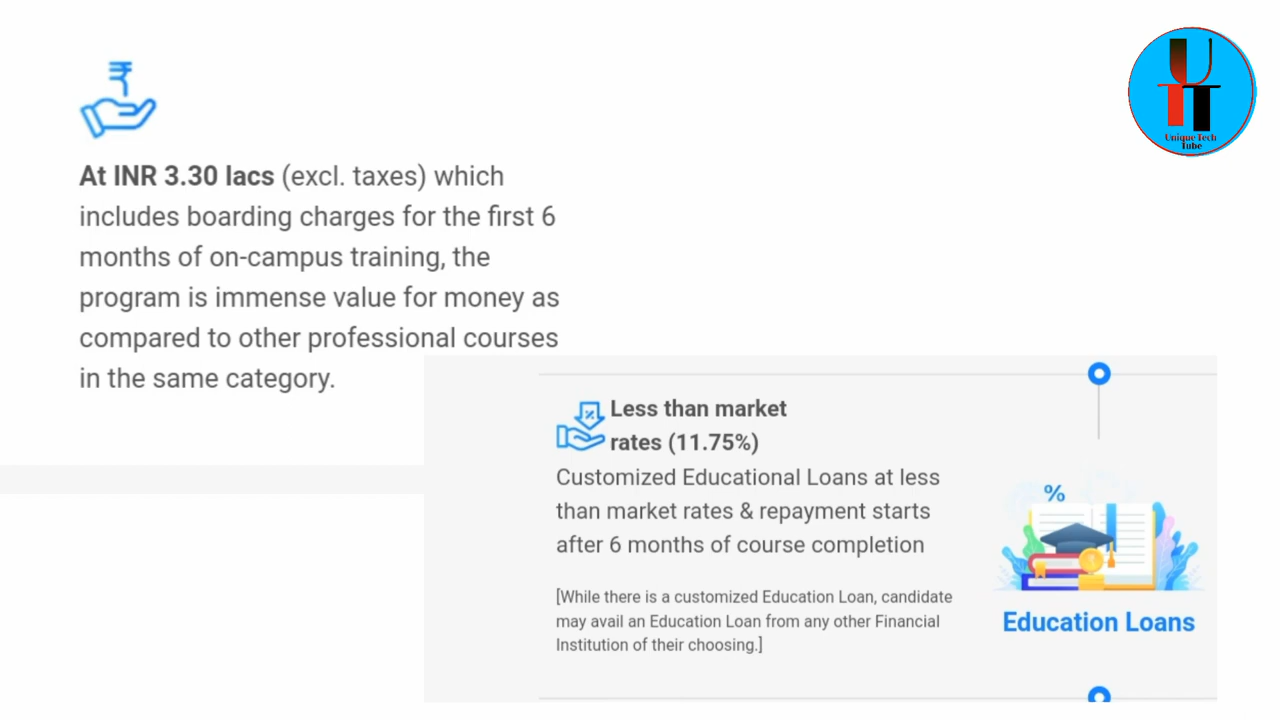 Unique Tech
Tube
At INR 3.30 lacs (excl. taxes) which
includes boarding charges for the first 6
months of on-campus training, the
program is immense value for money as
compared to other professional courses
in the same category.
Less than market
rates (11.75%)
Customized Educational Loans at less
than market rates & repayment starts
after 6 months of course completion
[While there is a customized Education Loan, candidate
may avail an Education Loan from any other Financial
Institution of their choosing.]
%
Education Loans